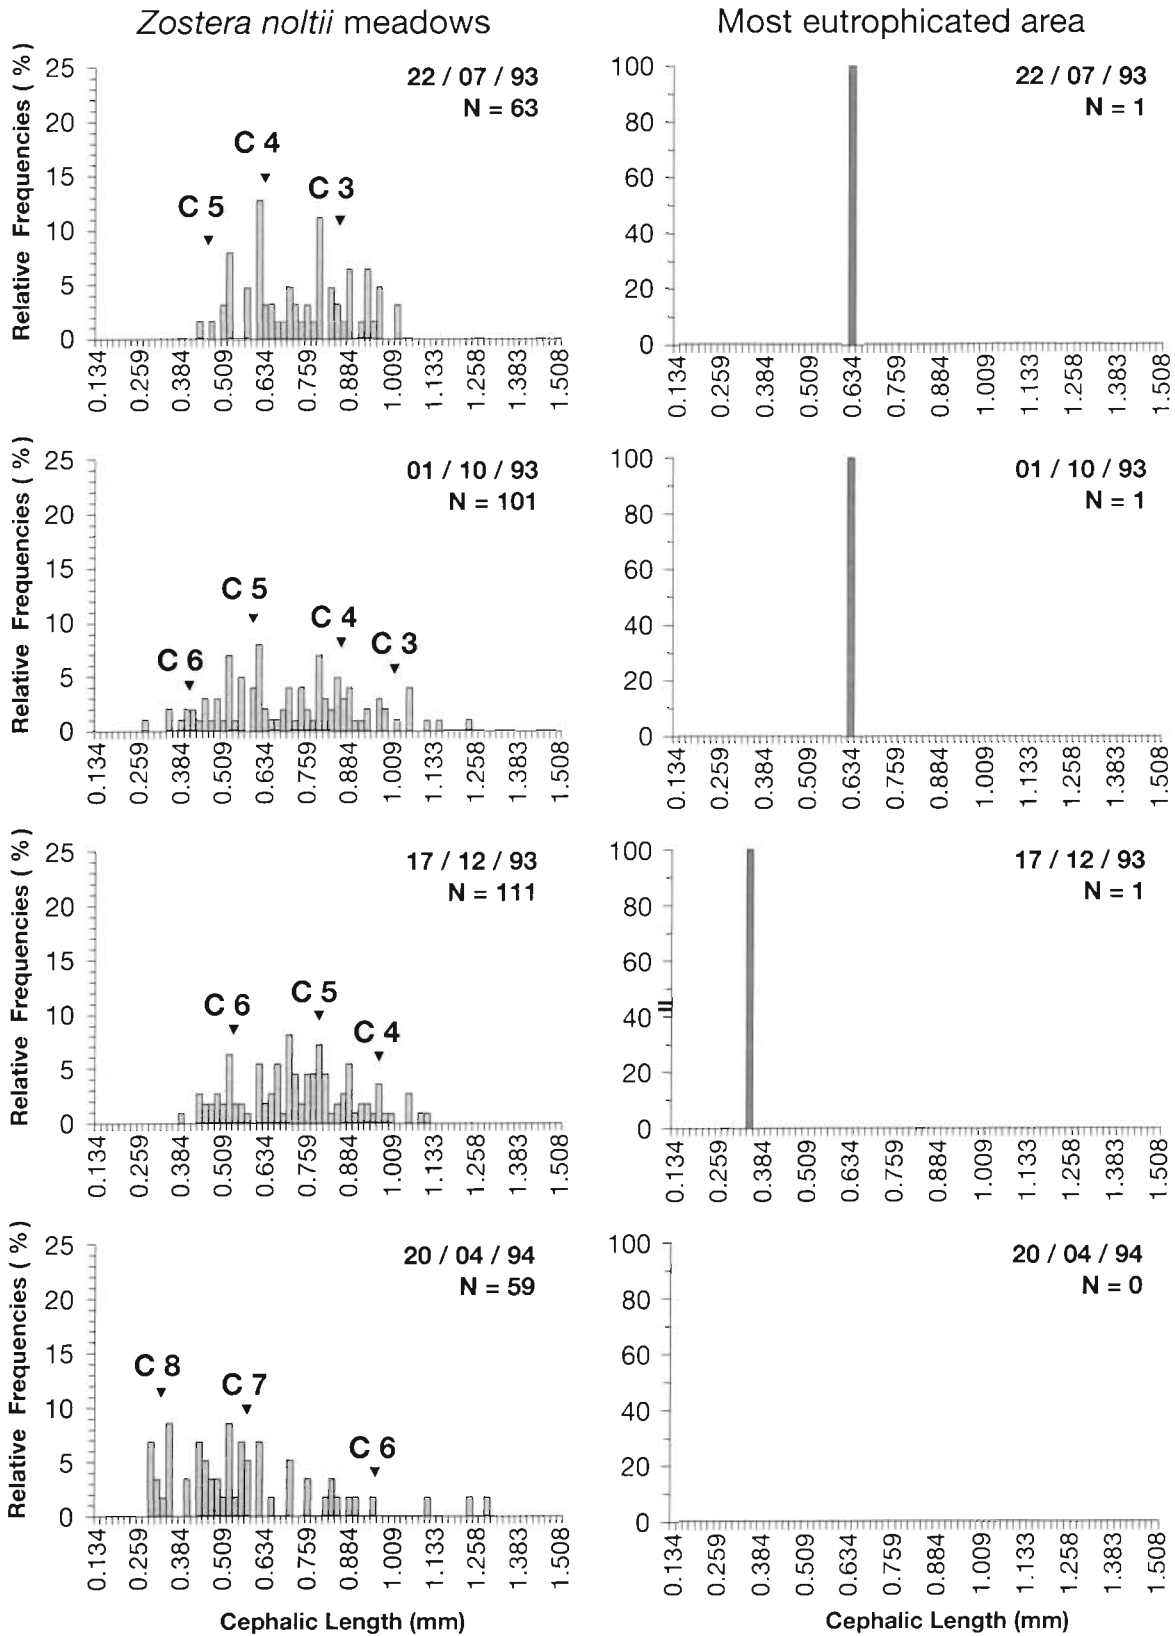 Zostera noltii meadows
Most eutrophicated area
Relative Frequencies ( %)
25
20
15
10
5
0
22 / 07 / 93
N = 63
C 5
C 4
C 3
0.134 0.259 0.384 0.509 0.634 0.759 0.884 1.009 1.133 1.258 1.383 1.508
100
80
60
40
20
0
22 / 07 / 93
N = 1
0.134 0.259 0.384 0.509 0.634 0.759 0.884 1.009 1.133 1.258 1.383 1.508
Relative Frequencies ( %)
25
20
15
10
5
0
01 / 10 / 93
N = 101
C 6
C 5
C 4
C 3
0.134 0.259 0.384 0.509 0.634 0.759 0.884 1.009 1.133 1.258 1.383 1.508
100
80
60
40
20
0
01 / 10 / 93
N = 1
0.134 0.259 0.384 0.509 0.634 0.759 0.884 1.009 1.133 1.258 1.383 1.508
Relative Frequencies ( %)
25
20
15
10
5
0
17 / 12 / 93
N = 111
C 6
C 5
C 4
0.134 0.259 0.384 0.509 0.634 0.759 0.884 1.009 1.133 1.258 1.383 1.508
100
80
60
40
20
0
17 / 12 / 93
N = 1
0.134 0.259 0.384 0.509 0.634 0.759 0.884 1.009 1.133 1.258 1.383 1.508
Relative Frequencies ( %)
25
20
15
10
5
0
20 / 04 / 94
N = 59
C 8
C 7
C 6
0.134 0.259 0.384 0.509 0.634 0.759 0.884 1.009 1.133 1.258 1.383 1.508
Cephalic Length (mm)
100
80
60
40
20
0
20 / 04 / 94
N = 0
0.134 0.259 0.384 0.509 0.634 0.759 0.884 1.009 1.133 1.258 1.383 1.508
Cephalic Length (mm)